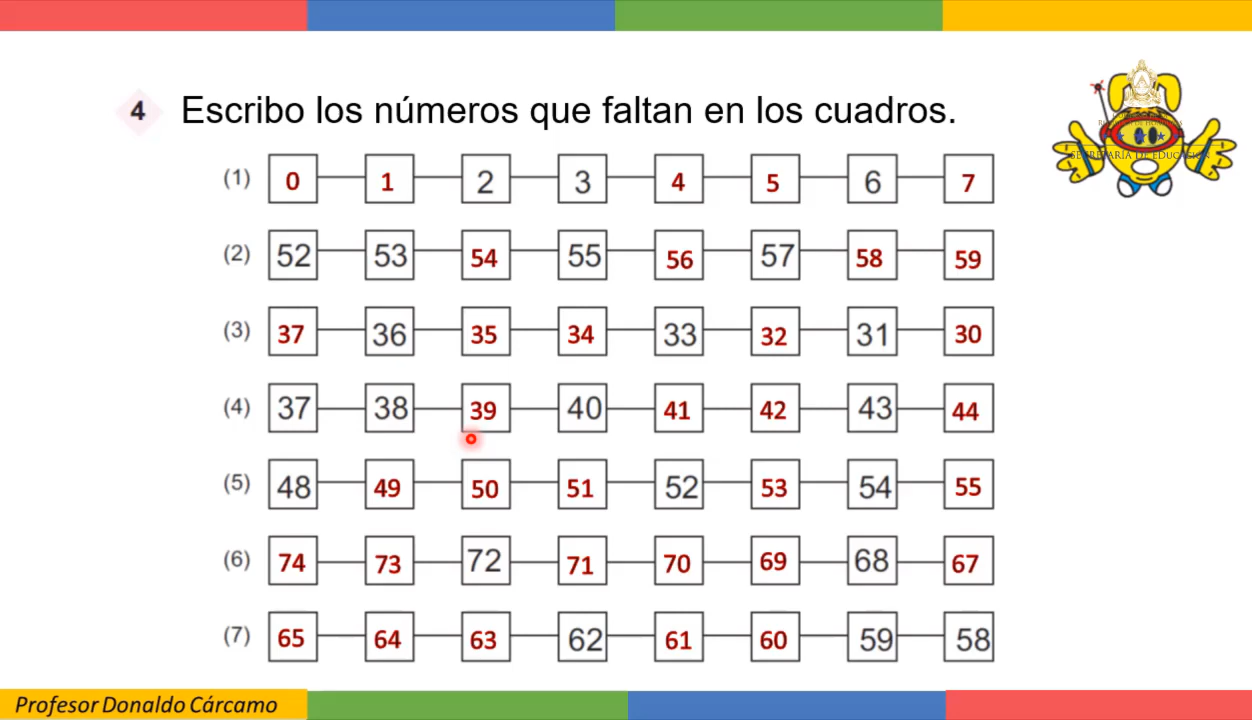 4 Escribo los números que faltan en los cuadros.
SECRETARÍA DE EDUCACIÓN
(1) 0 1 2 3 4 5 6 7
(2) 52 53 54 55 56 57 58 59
(3) 37 36 35 34 33 32 31 30
(4) 37 38 39 40 41 42 43 44
(5) 48 49 50 51 52 53 54 55
(6) 74 73 72 71 70 69 68 67
(7) 65 64 63 62 61 60 59 58
Profesor Donaldo Cárcamo